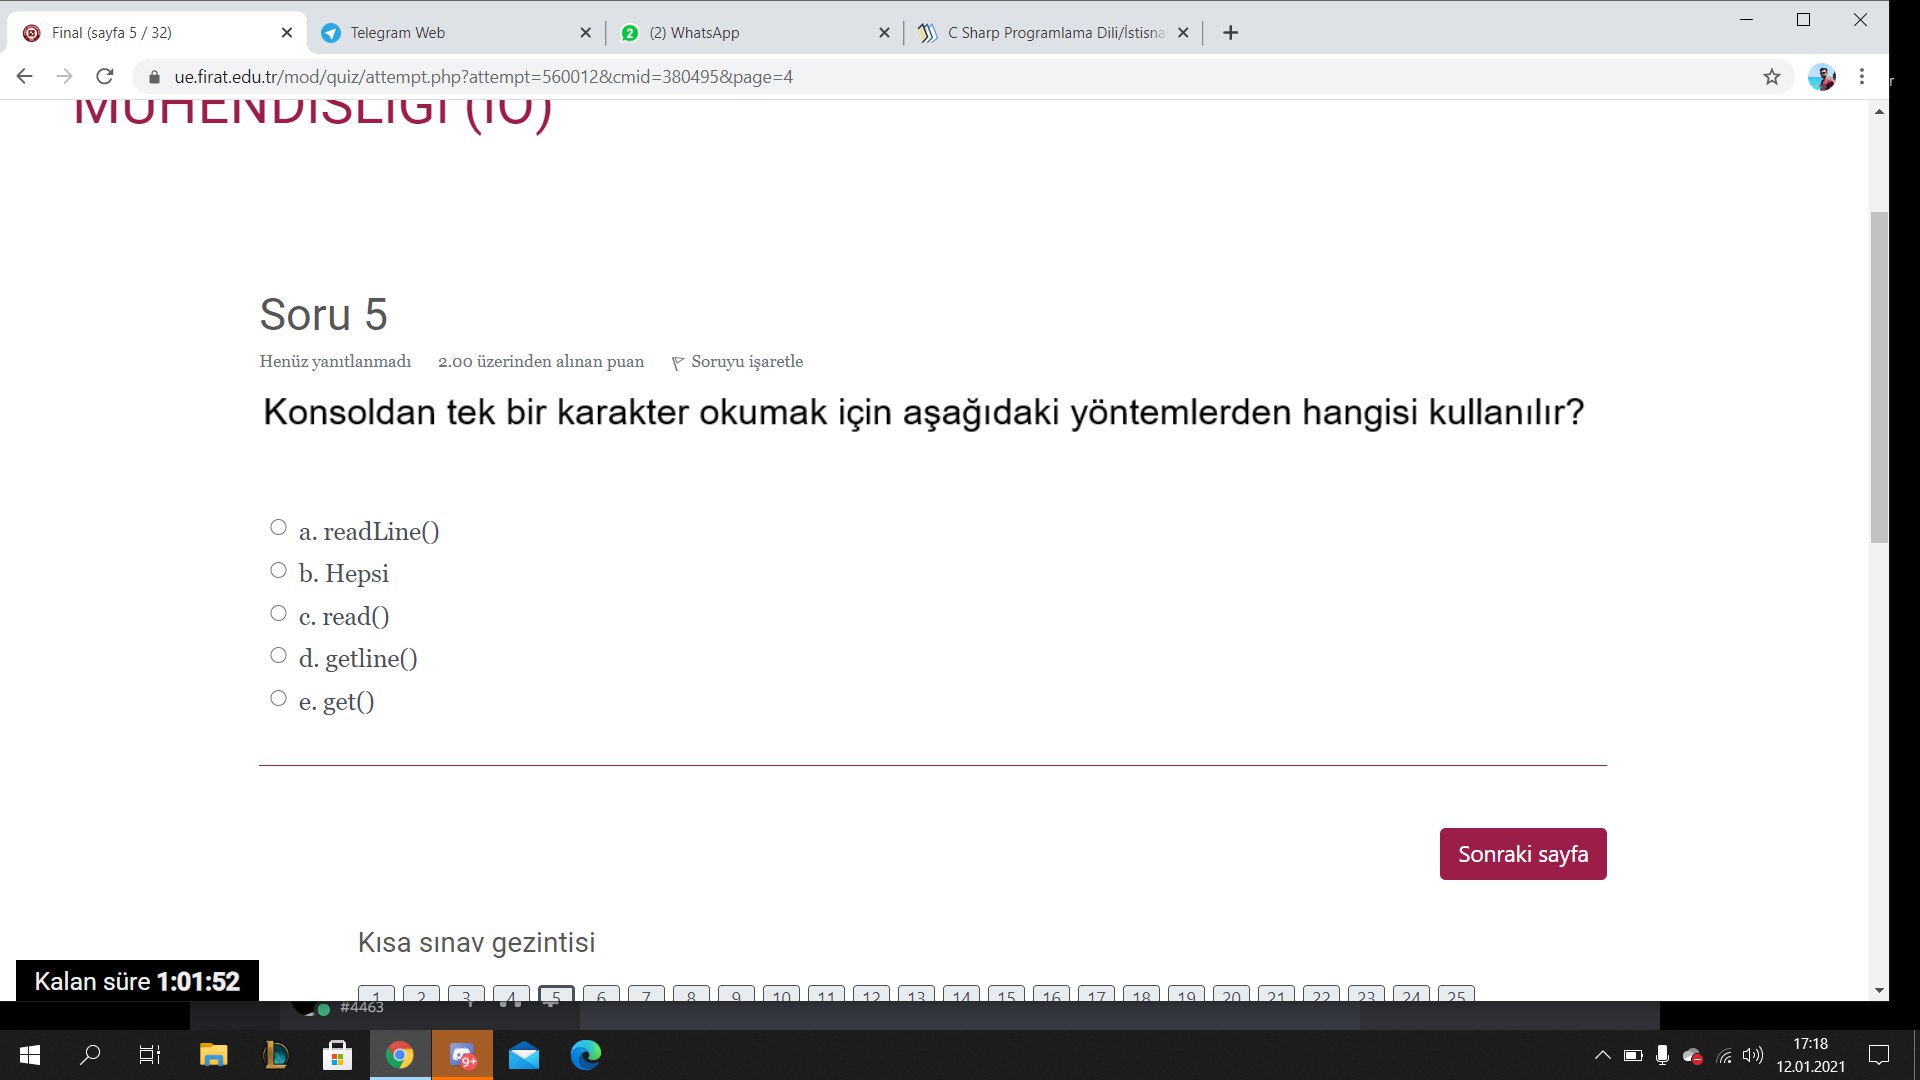 Final (sayfa 5 / 32)
Telegram Web
(2) WhatsApp
C Sharp Programlama Dili/İstisna
ue.firat.edu.tr/mod/quiz/attempt.php?attempt=560012&cmid=380495&page=4
MÜHENDİSLİĞİ (İÖ)
Soru 5
Henüz yanıtlanmadı 2.00 üzerinden alınan puan Soruyu işaretle
Konsoldan tek bir karakter okumak için aşağıdaki yöntemlerden hangisi kullanılır?
a. readLine()
b. Hepsi
c. read()
d. getline()
e. get()
Sonraki sayfa
Kısa sınav gezintisi
Kalan süre 1:01:52
1 2 3 4 5 6 7 8 9 10 11 12 13 14 15 16 17 18 19 20 21 22 23 24 25
#4463
9+
17:18
12.01.2021